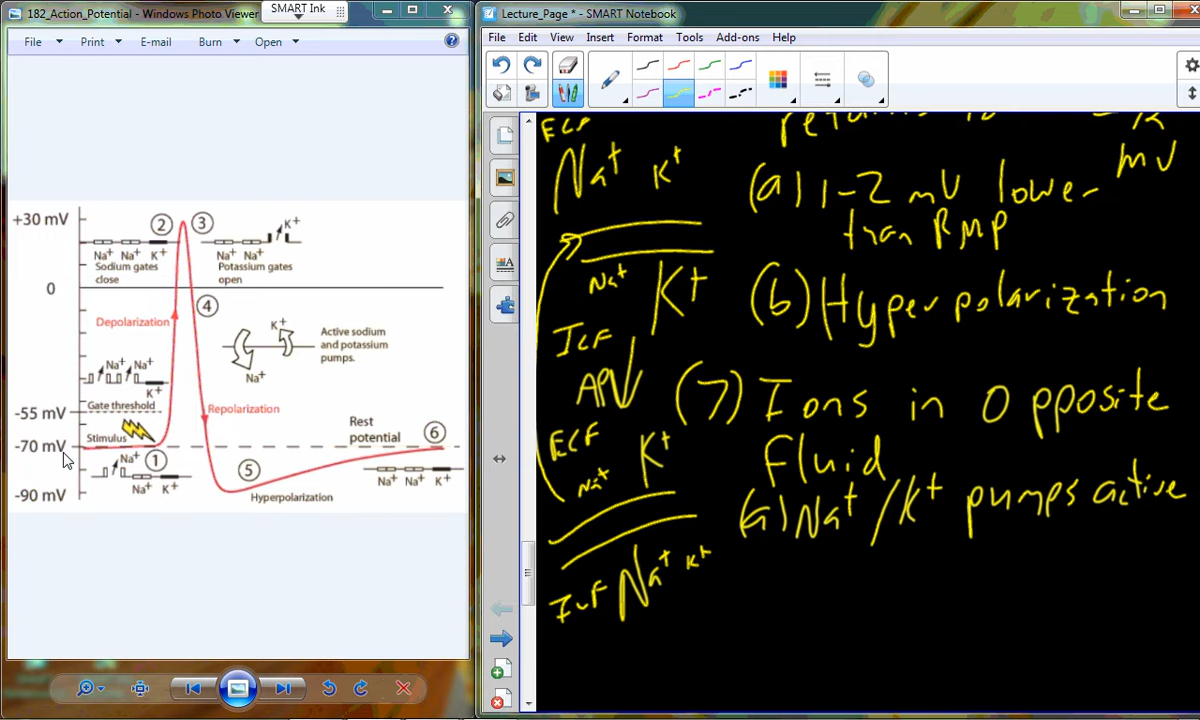 182_Action_Potential - Windows Photo Viewer
SMART Ink
File
Print
E-mail
Burn
Open
+30 mV
2
3
K+
Na+ Na+ K+
Sodium gates
close
Na+ Na+
Potassium gates
open
0
4
Depolarization
K+
Na+
Active sodium
and potassium
pumps.
Na+ Na+
K+
Gate threshold
-55 mV
Repolarization
Stimulus
-70 mV
Rest
potential
6
1
Na+
Na+ K+
5
Na+ Na+ K+
-90 mV
Hyperpolarization
Lecture_Page * - SMART Notebook
File Edit View Insert Format Tools Add-ons Help
ECF
Na+ K+
mV
(a) 1-2 mV lower
than RMP
Na+ K+
(b) Hyperpolarization
ICF
AP
(7) Ions in Opposite
Fluid
ECF
Na+ K+
(a) Na+/K+ pumps active
ICF Na+ K+